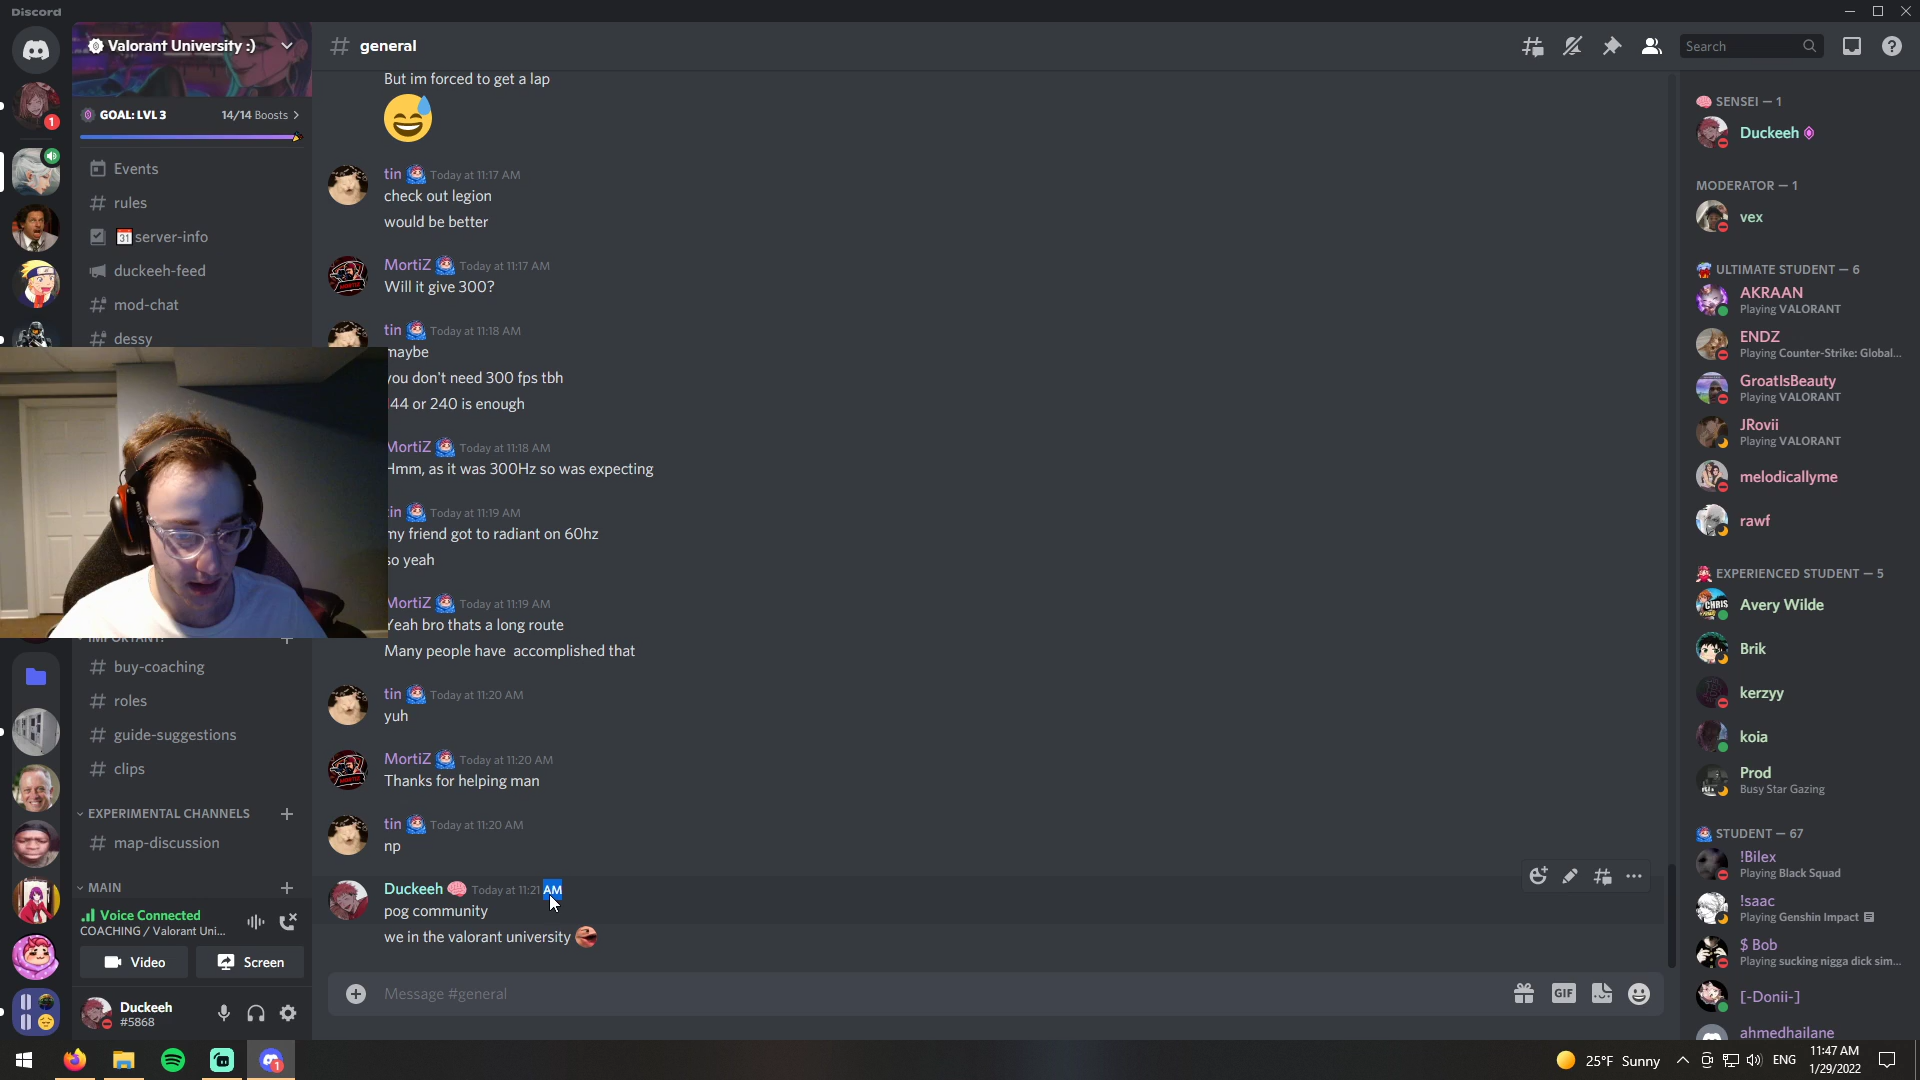 Discord
Valorant University :)
GOAL: LVL 3
14/14 Boosts
Events
rules
31 server-info
duckeeh-feed
mod-chat
dessy
buy-coaching
roles
guide-suggestions
clips
EXPERIMENTAL CHANNELS
map-discussion
MAIN
Voice Connected
COACHING / Valorant Uni...
Video
Screen
Duckeeh
#5868
general
Search
But im forced to get a lap
tin Today at 11:17 AM
check out legion
would be better
MortiZ Today at 11:17 AM
Will it give 300?
tin Today at 11:18 AM
maybe
you don't need 300 fps tbh
44 or 240 is enough
MortiZ Today at 11:18 AM
Hmm, as it was 300Hz so was expecting
tin Today at 11:19 AM
my friend got to radiant on 60hz
so yeah
MortiZ Today at 11:19 AM
Yeah bro thats a long route
Many people have accomplished that
tin Today at 11:20 AM
yuh
MortiZ Today at 11:20 AM
Thanks for helping man
tin Today at 11:20 AM
np
Duckeeh Today at 11:21 AM
pog community
we in the valorant university
Message #general
GIF
SENSEI — 1
Duckeeh
MODERATOR — 1
vex
ULTIMATE STUDENT — 6
AKRAAN
Playing VALORANT
ENDZ
Playing Counter-Strike: Global...
GroatIsBeauty
Playing VALORANT
JRovii
Playing VALORANT
melodicallyme
rawf
EXPERIENCED STUDENT — 5
Avery Wilde
Brik
kerzyy
koia
Prod
Busy Star Gazing
STUDENT — 67
!Bilex
Playing Black Squad
!saac
Playing Genshin Impact
$ Bob
Playing sucking nigga dick sim...
[-Donii-]
ahmedhailane
25°F Sunny
ENG
11:47 AM
1/29/2022